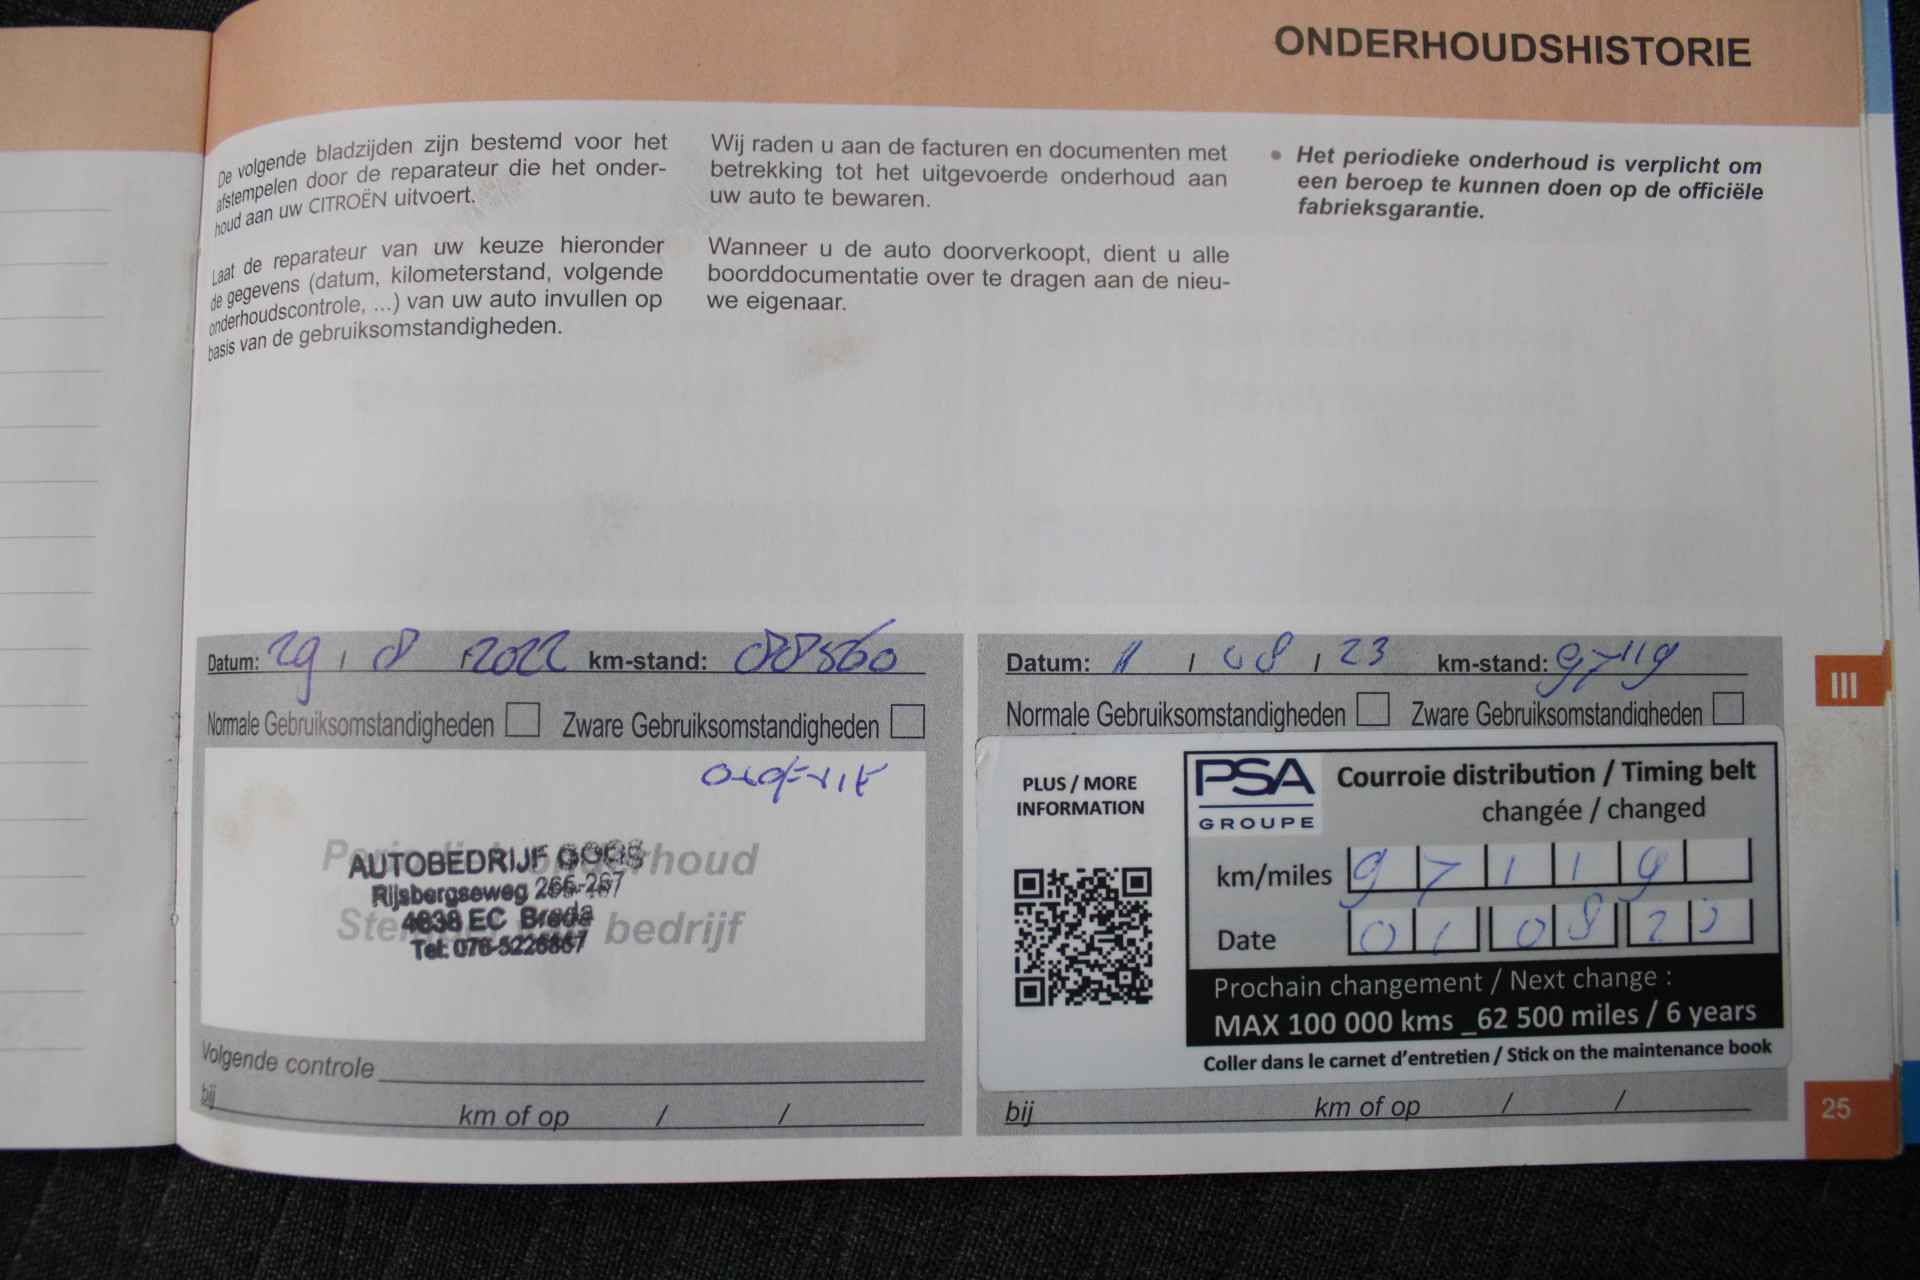 ONDERHOUDSHISTORIE
De volgende bladzijden zijn bestemd voor het
afstempelen door de reparateur die het onder-
houd aan uw CITROËN uitvoert.
Laat de reparateur van uw keuze hieronder
de gegevens (datum, kilometerstand, volgende
onderhoudscontrole, ...) van uw auto invullen op
basis van de gebruiksomstandigheden.
Wij raden u aan de facturen en documenten met
betrekking tot het uitgevoerde onderhoud aan
uw auto te bewaren.
Wanneer u de auto doorverkoopt, dient u alle
boorddocumentatie over te dragen aan de nieu-
we eigenaar.
• Het periodieke onderhoud is verplicht om
een beroep te kunnen doen op de officiële
fabrieksgarantie.
Datum: 29 / 8 / 2022 km-stand: 88560
Normale Gebruiksomstandigheden Zware Gebruiksomstandigheden
AUTOBEDRIJF GOOS
Rijsbergseweg 265-267
4838 EC Breda
Tel: 076-5226867
Volgende controle
bij
km of op / /
Datum: 1 / 08 / 23 km-stand: 97119
Normale Gebruiksomstandigheden Zware Gebruiksomstandigheden
PLUS / MORE
INFORMATION
PSA
GROUPE
Courroie distribution / Timing belt
changée / changed
km/miles 97119
Date 01 08 23
Prochain changement / Next change :
MAX 100 000 kms _62 500 miles / 6 years
Coller dans le carnet d'entretien / Stick on the maintenance book
bij km of op / /
III
25